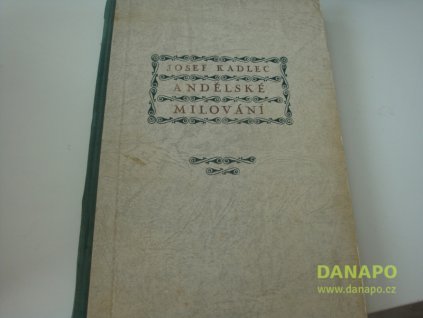 JOSEF KADLEC
ANDĚLSKÉ
MILOVÁNÍ
DANAPO
www.danapo.cz